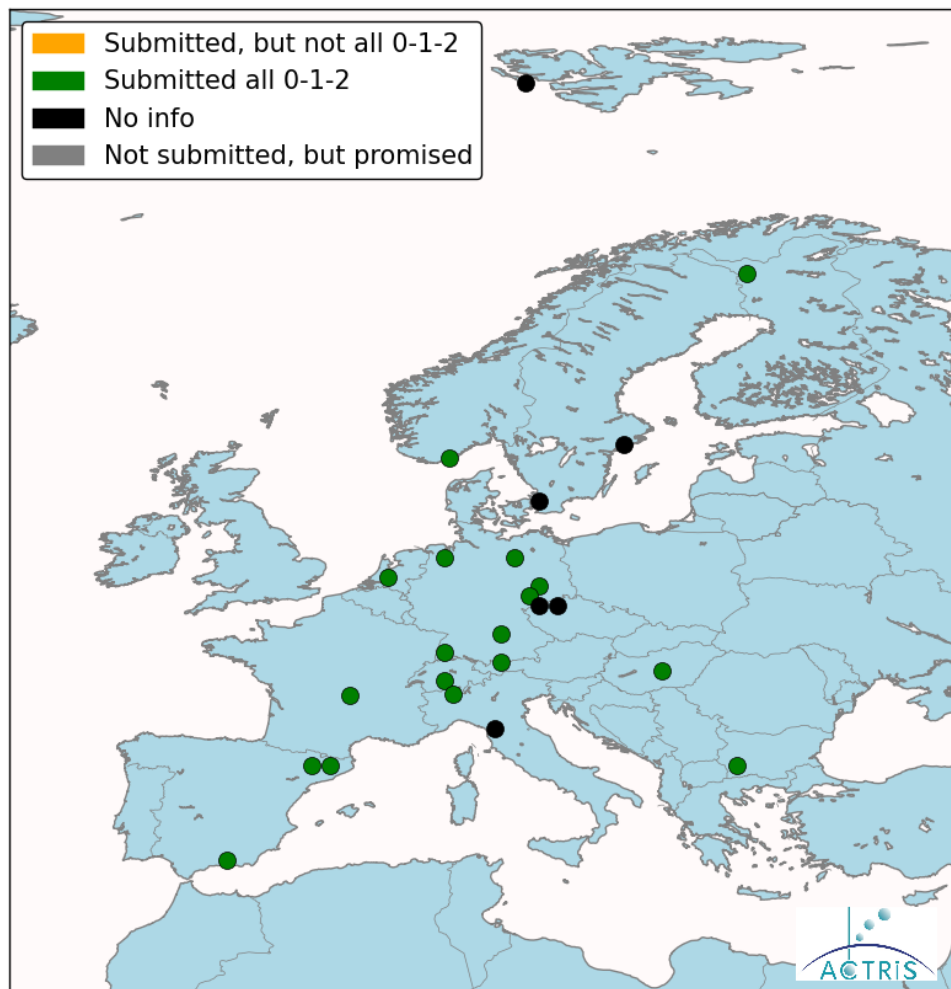 Submitted, but not all 0-1-2
Submitted all 0-1-2
No info
Not submitted, but promised
ACTRiS